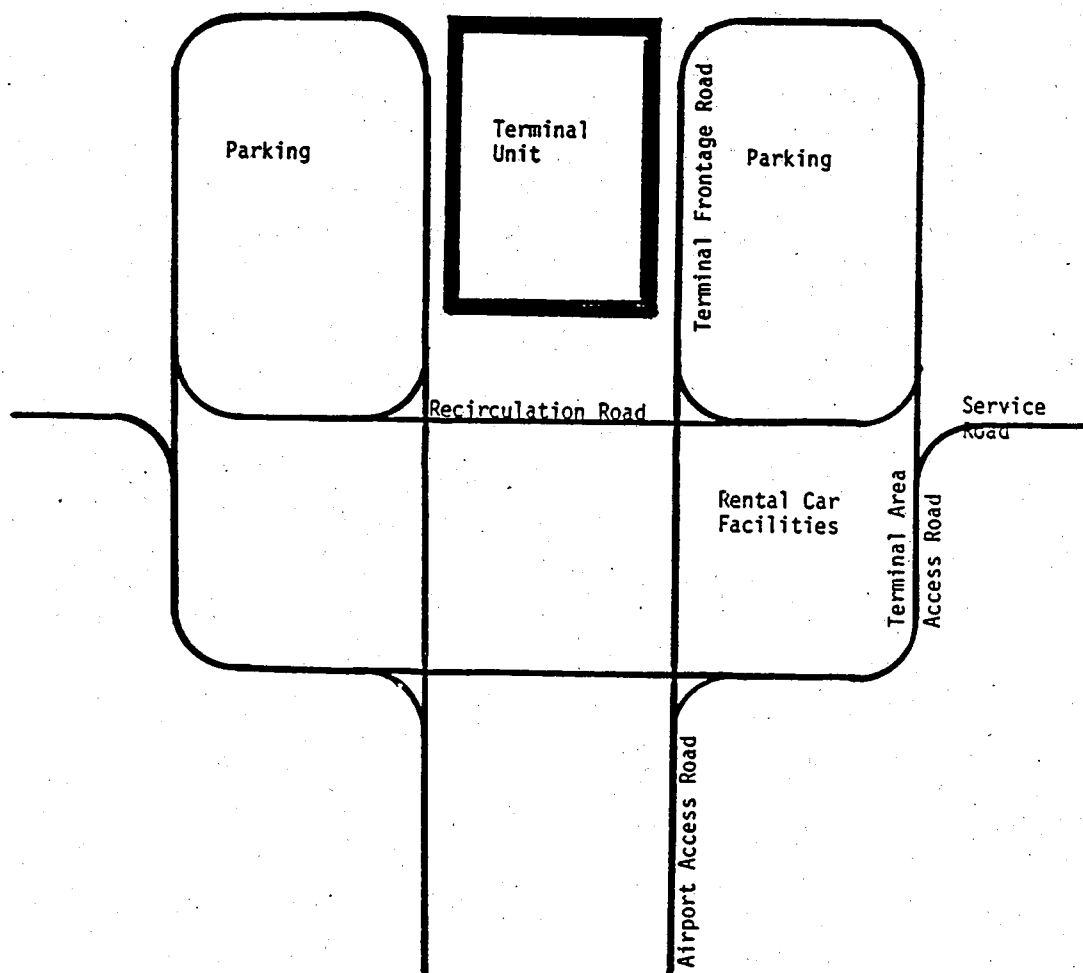 Parking
Terminal
Unit
Terminal Frontage Road
Parking
Recirculation Road
Service
Road
Rental Car
Facilities
Terminal Area
Access Road
Airport Access Road